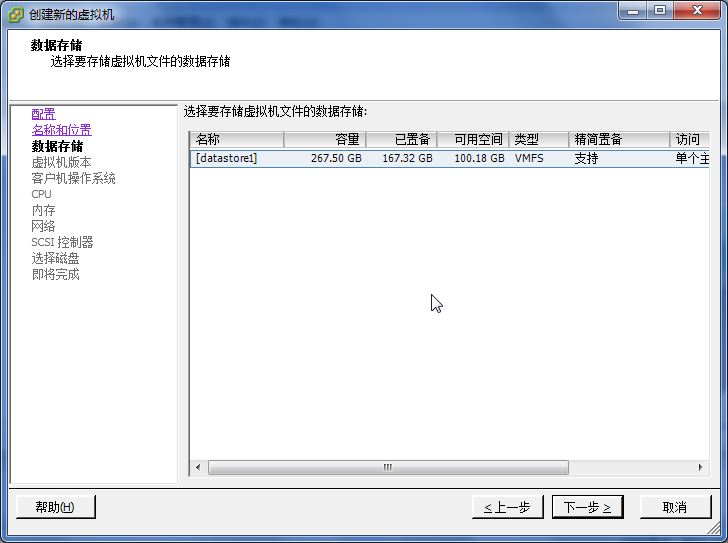 创建新的虚拟机
数据存储
选择要存储虚拟机文件的数据存储
配置
名称和位置
数据存储
虚拟机版本
客户机操作系统
CPU
内存
网络
SCSI 控制器
选择磁盘
即将完成
选择要存储虚拟机文件的数据存储:
名称 容量 已置备 可用空间 类型 精简置备 访问
[datastore1] 267.50 GB 167.32 GB 100.18 GB VMFS 支持 单个主
帮助(H) < 上一步 下一步 > 取消